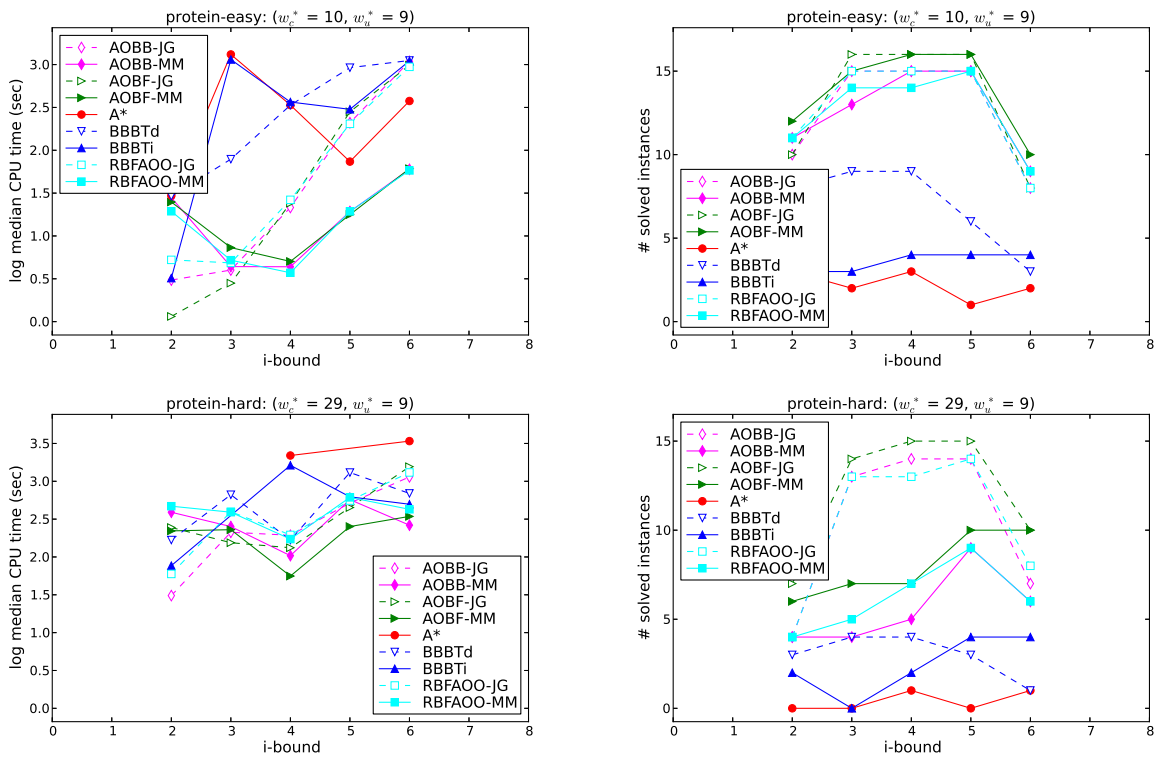 protein-easy: (w*c = 10, w*u = 9)
log median CPU time (sec)
3.0
2.5
2.0
1.5
1.0
0.5
0.0
AOBB-JG
AOBB-MM
AOBF-JG
AOBF-MM
A*
BBBTd
BBBTi
RBFAOO-JG
RBFAOO-MM
0 1 2 3 4 5 6 7 8
i-bound
protein-easy: (w*c = 10, w*u = 9)
# solved instances
15
10
5
0
AOBB-JG
AOBB-MM
AOBF-JG
AOBF-MM
A*
BBBTd
BBBTi
RBFAOO-JG
RBFAOO-MM
0 1 2 3 4 5 6 7 8
i-bound
protein-hard: (w*c = 29, w*u = 9)
log median CPU time (sec)
3.5
3.0
2.5
2.0
1.5
1.0
0.5
0.0
AOBB-JG
AOBB-MM
AOBF-JG
AOBF-MM
A*
BBBTd
BBBTi
RBFAOO-JG
RBFAOO-MM
0 1 2 3 4 5 6 7 8
i-bound
protein-hard: (w*c = 29, w*u = 9)
# solved instances
15
10
5
0
AOBB-JG
AOBB-MM
AOBF-JG
AOBF-MM
A*
BBBTd
BBBTi
RBFAOO-JG
RBFAOO-MM
0 1 2 3 4 5 6 7 8
i-bound